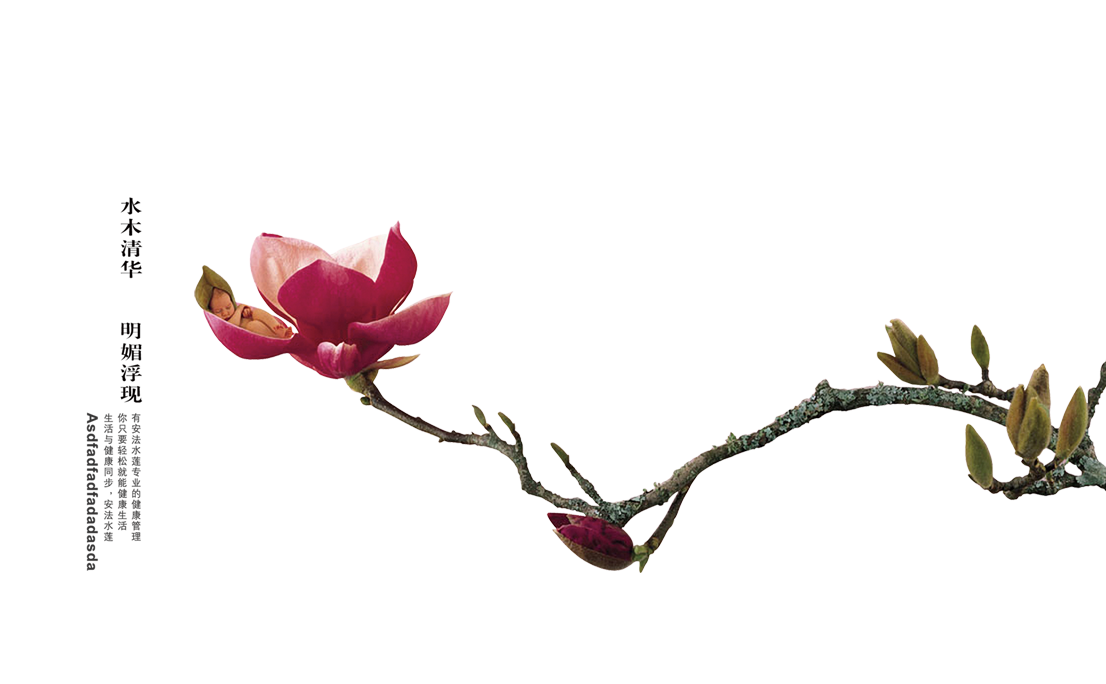 水木清华 明媚浮现
有安法水莲专业的健康管理
你只要轻松就能健康生活
生活与健康同步，安法水莲
Asdfadfadfadadasda